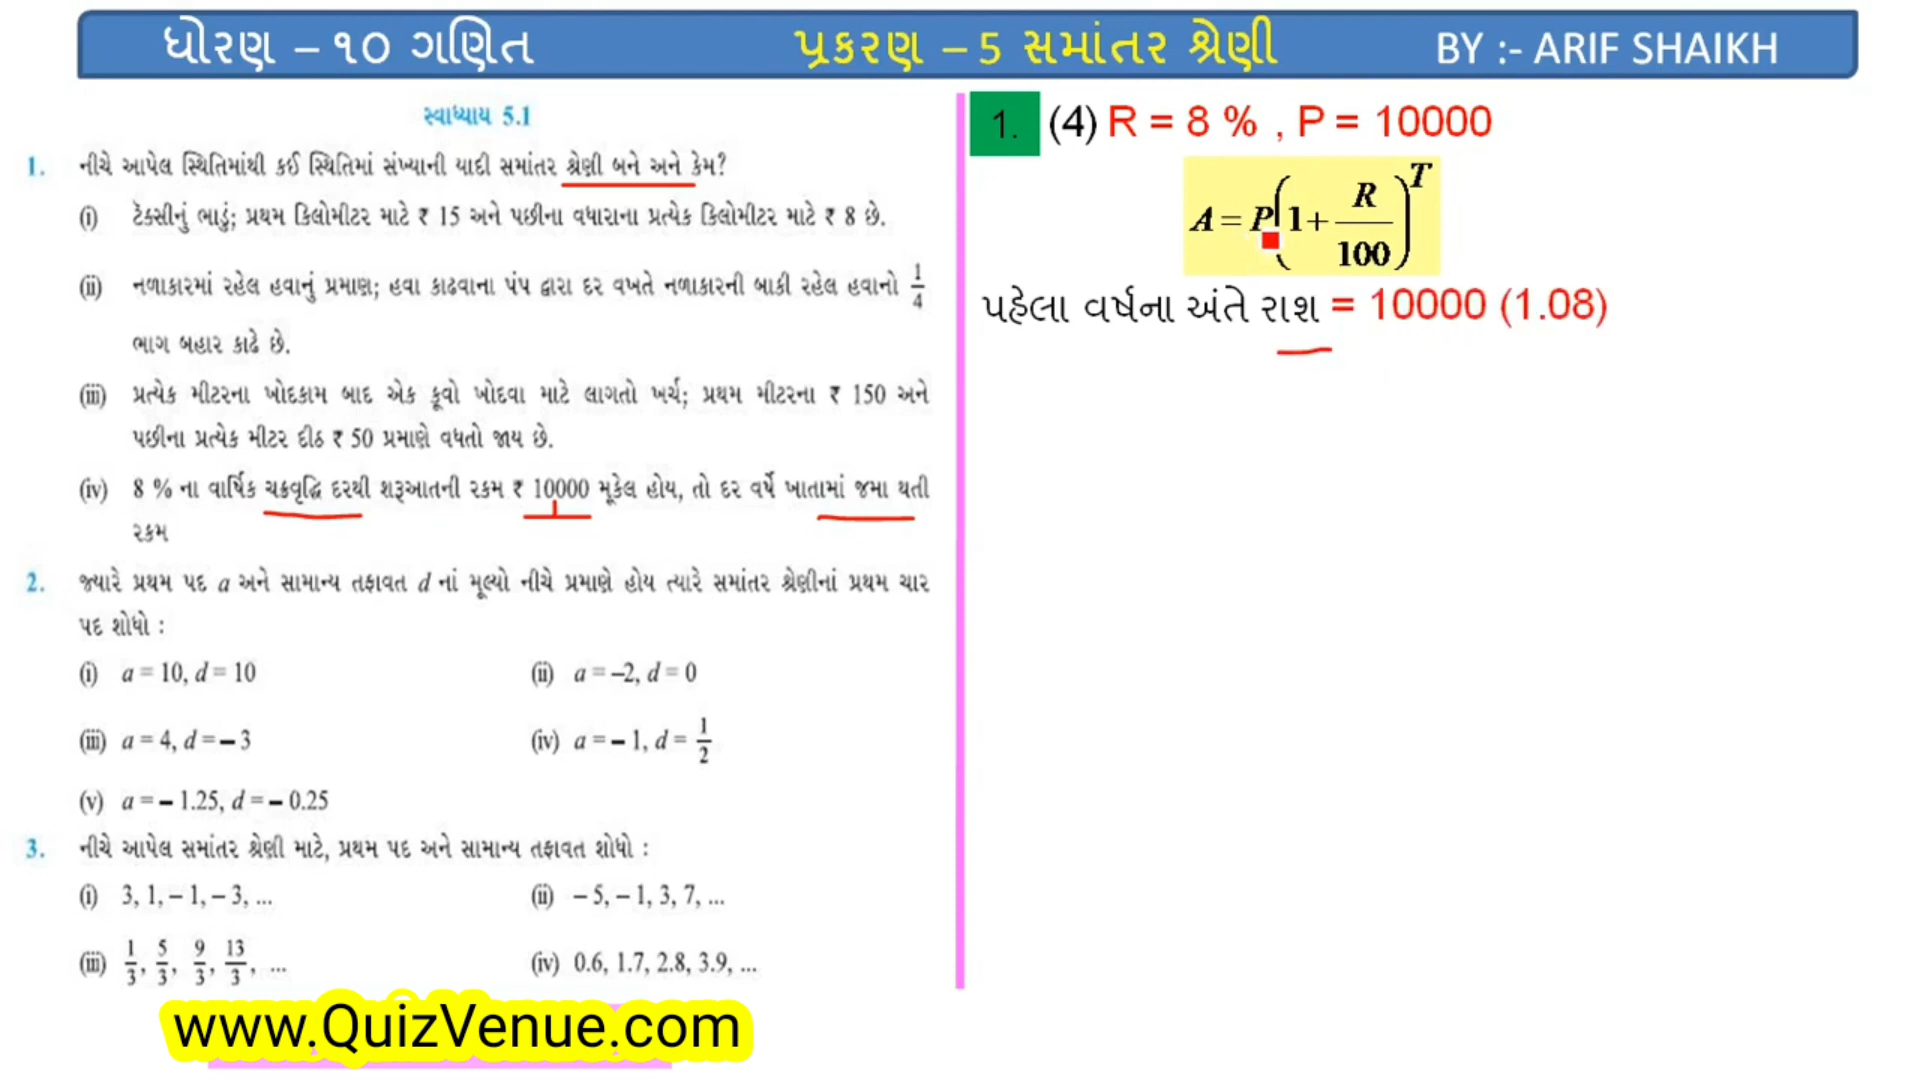 ધોરણ – ૧૦ ગણિત પ્રકરણ – 5 સમાંતર શ્રેણી BY :- ARIF SHAIKH
સ્વાધ્યાય 5.1
1. નીચે આપેલ સ્થિતિમાંથી કઈ સ્થિતિમાં સંખ્યાની યાદી સમાંતર શ્રેણી બને અને કેમ?
(i) ટૅક્સીનું ભાડું; પ્રથમ કિલોમીટર માટે ₹ 15 અને પછીના વધારાના પ્રત્યેક કિલોમીટર માટે ₹ 8 છે.
(ii) નળાકારમાં રહેલ હવાનું પ્રમાણ; હવા કાઢવાના પંપ દ્વારા દર વખતે નળાકારની બાકી રહેલ હવાનો 1/4
ભાગ બહાર કાઢે છે.
(iii) પ્રત્યેક મીટરના ખોદકામ બાદ એક કૂવો ખોદવા માટે લાગતો ખર્ચ; પ્રથમ મીટરના ₹ 150 અને
પછીના પ્રત્યેક મીટર દીઠ ₹ 50 પ્રમાણે વધતો જાય છે.
(iv) 8 % ના વાર્ષિક ચક્રવૃદ્ધિ દરથી શરૂઆતની રકમ ₹ 10000 મૂકેલ હોય, તો દર વર્ષે ખાતામાં જમા થતી
રકમ
2. જ્યારે પ્રથમ પદ a અને સામાન્ય તફાવત d નાં મૂલ્યો નીચે પ્રમાણે હોય ત્યારે સમાંતર શ્રેણીનાં પ્રથમ ચાર
પદ શોધો :
(i) a = 10, d = 10 (ii) a = –2, d = 0
(iii) a = 4, d = – 3 (iv) a = – 1, d = 1/2
(v) a = – 1.25, d = – 0.25
3. નીચે આપેલ સમાંતર શ્રેણી માટે, પ્રથમ પદ અને સામાન્ય તફાવત શોધો :
(i) 3, 1, – 1, – 3, ... (ii) – 5, – 1, 3, 7, ...
(iii) 1/3, 5/3, 9/3, 13/3, ... (iv) 0.6, 1.7, 2.8, 3.9, ...
www.QuizVenue.com
1. (4) R = 8 % , P = 10000
A = P(1 + R/100)^T
પહેલા વર્ષના અંતે રાશ = 10000 (1.08)